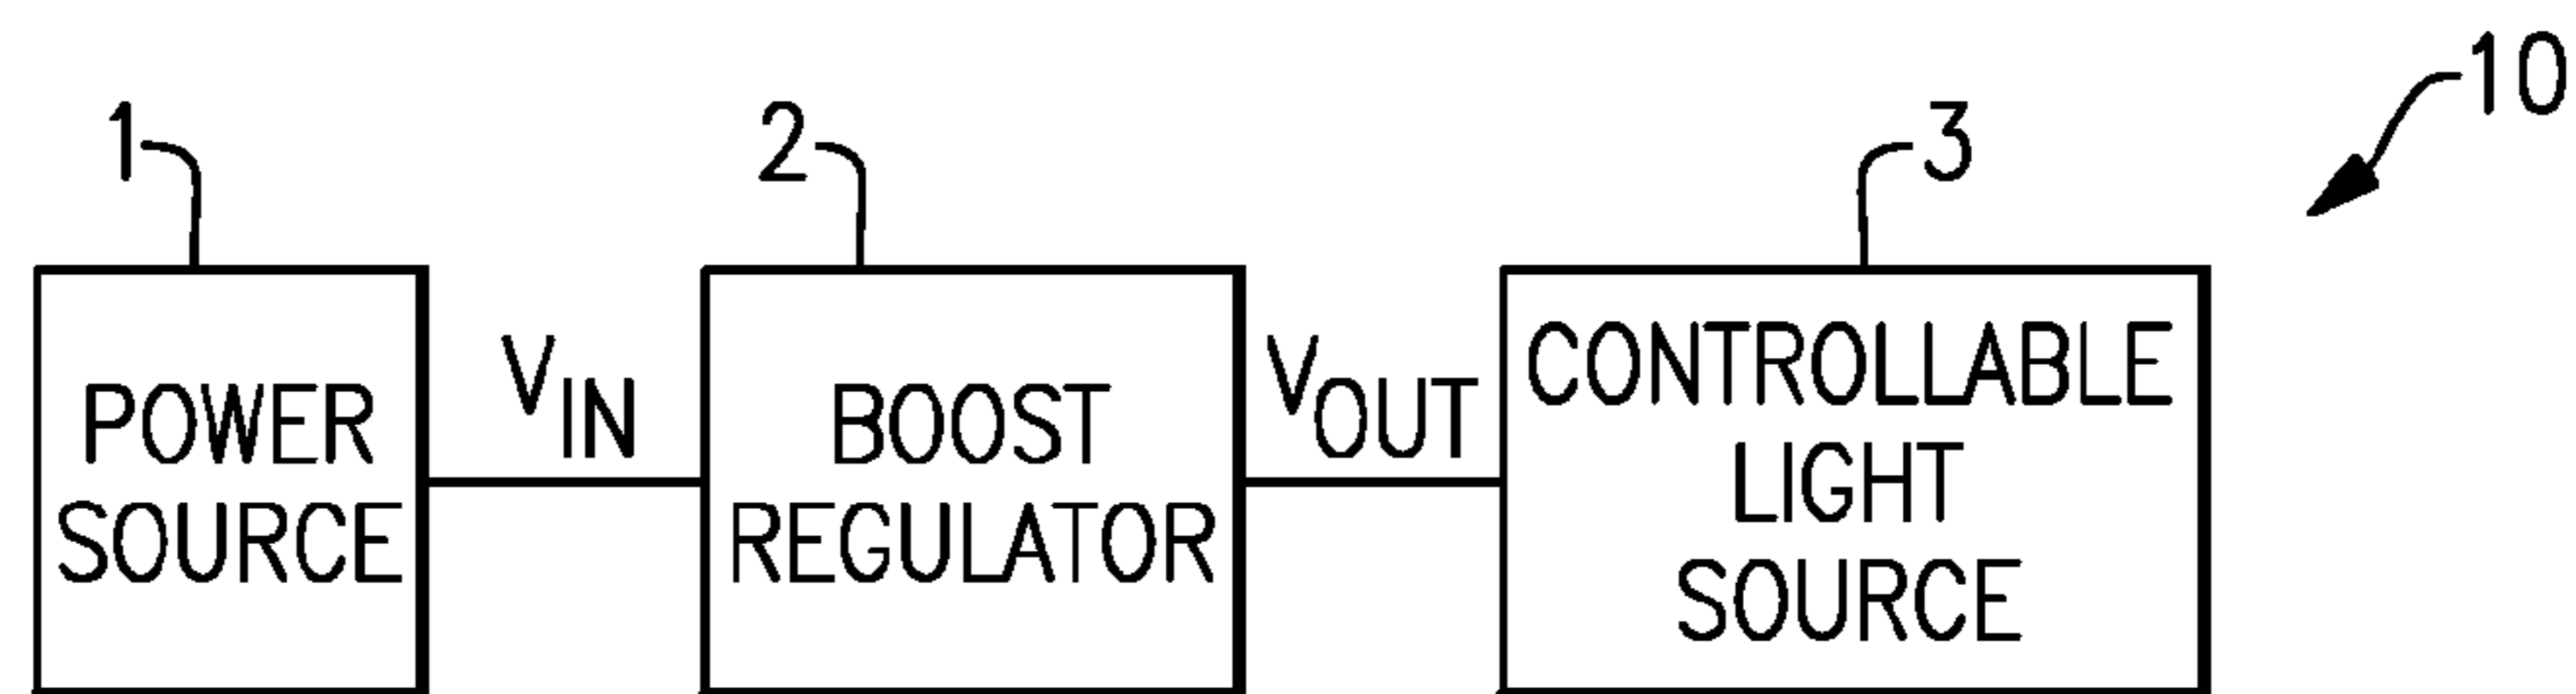 10
1
2
3
POWER
SOURCE
VIN
BOOST
REGULATOR
VOUT
CONTROLLABLE
LIGHT
SOURCE